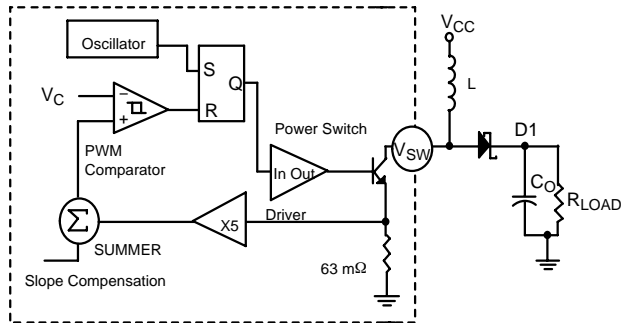 Oscillator
S
R
Q
V_C
−
+
PWM
Comparator
Power Switch
In Out
V_SW
V_CC
L
D1
C_O
R_LOAD
Σ
SUMMER
X5
Driver
63 mΩ
Slope Compensation